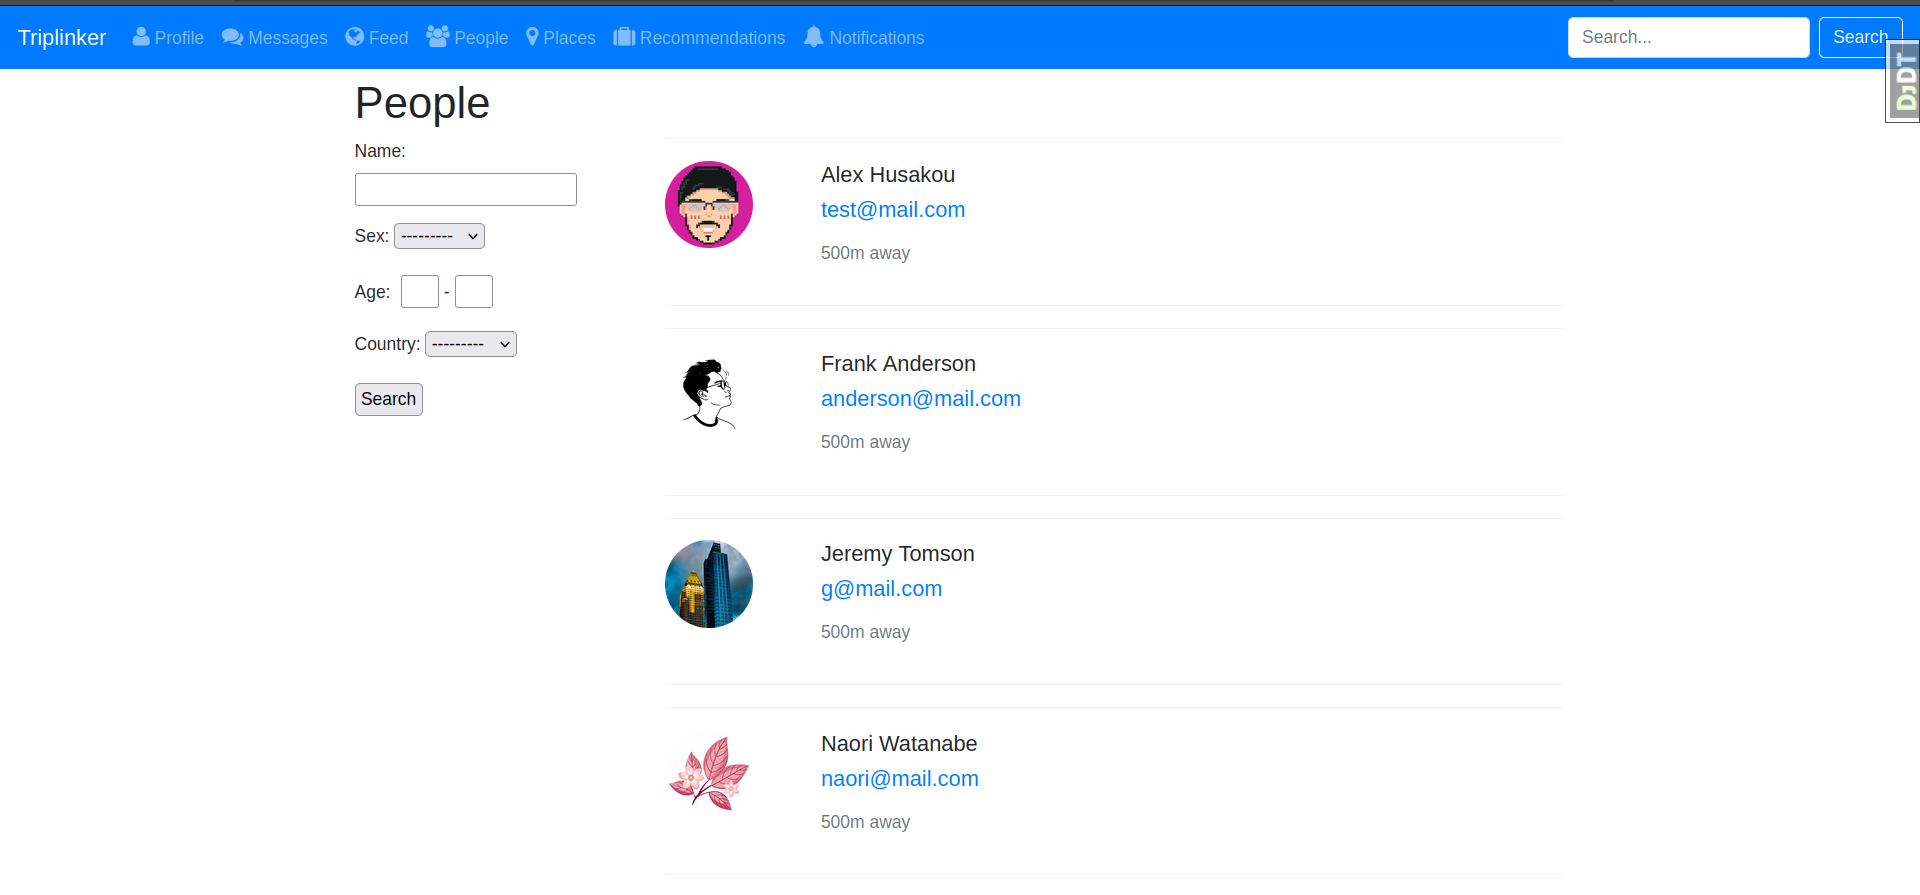 Triplinker Profile Messages Feed People Places Recommendations Notifications Search... Search
DJDT
People
Name:
Sex: ---------
Age: -
Country: ---------
Search
Alex Husakou
test@mail.com
500m away
Frank Anderson
anderson@mail.com
500m away
Jeremy Tomson
g@mail.com
500m away
Naori Watanabe
naori@mail.com
500m away